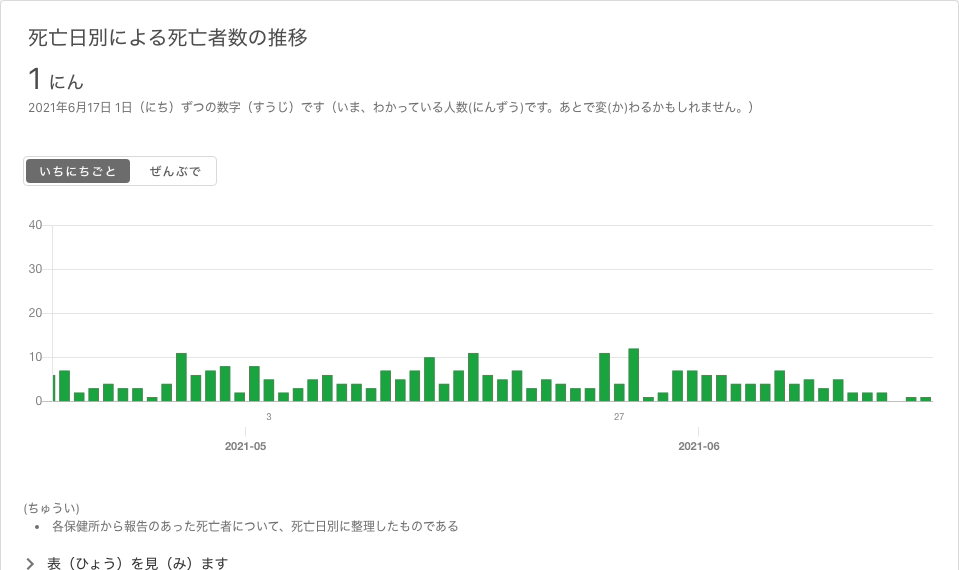 死亡日別による死亡者数の推移
1 にん
2021年6月17日 1日（にち）ずつの数字（すうじ）です（いま、わかっている人数(にんずう)です。あとで変(か)わるかもしれません。）
いちにちごと ぜんぶで
40
30
20
10
0
3 27
2021-05 2021-06
(ちゅうい)
• 各保健所から報告のあった死亡者について、死亡日別に整理したものである
表（ひょう）を見（み）ます